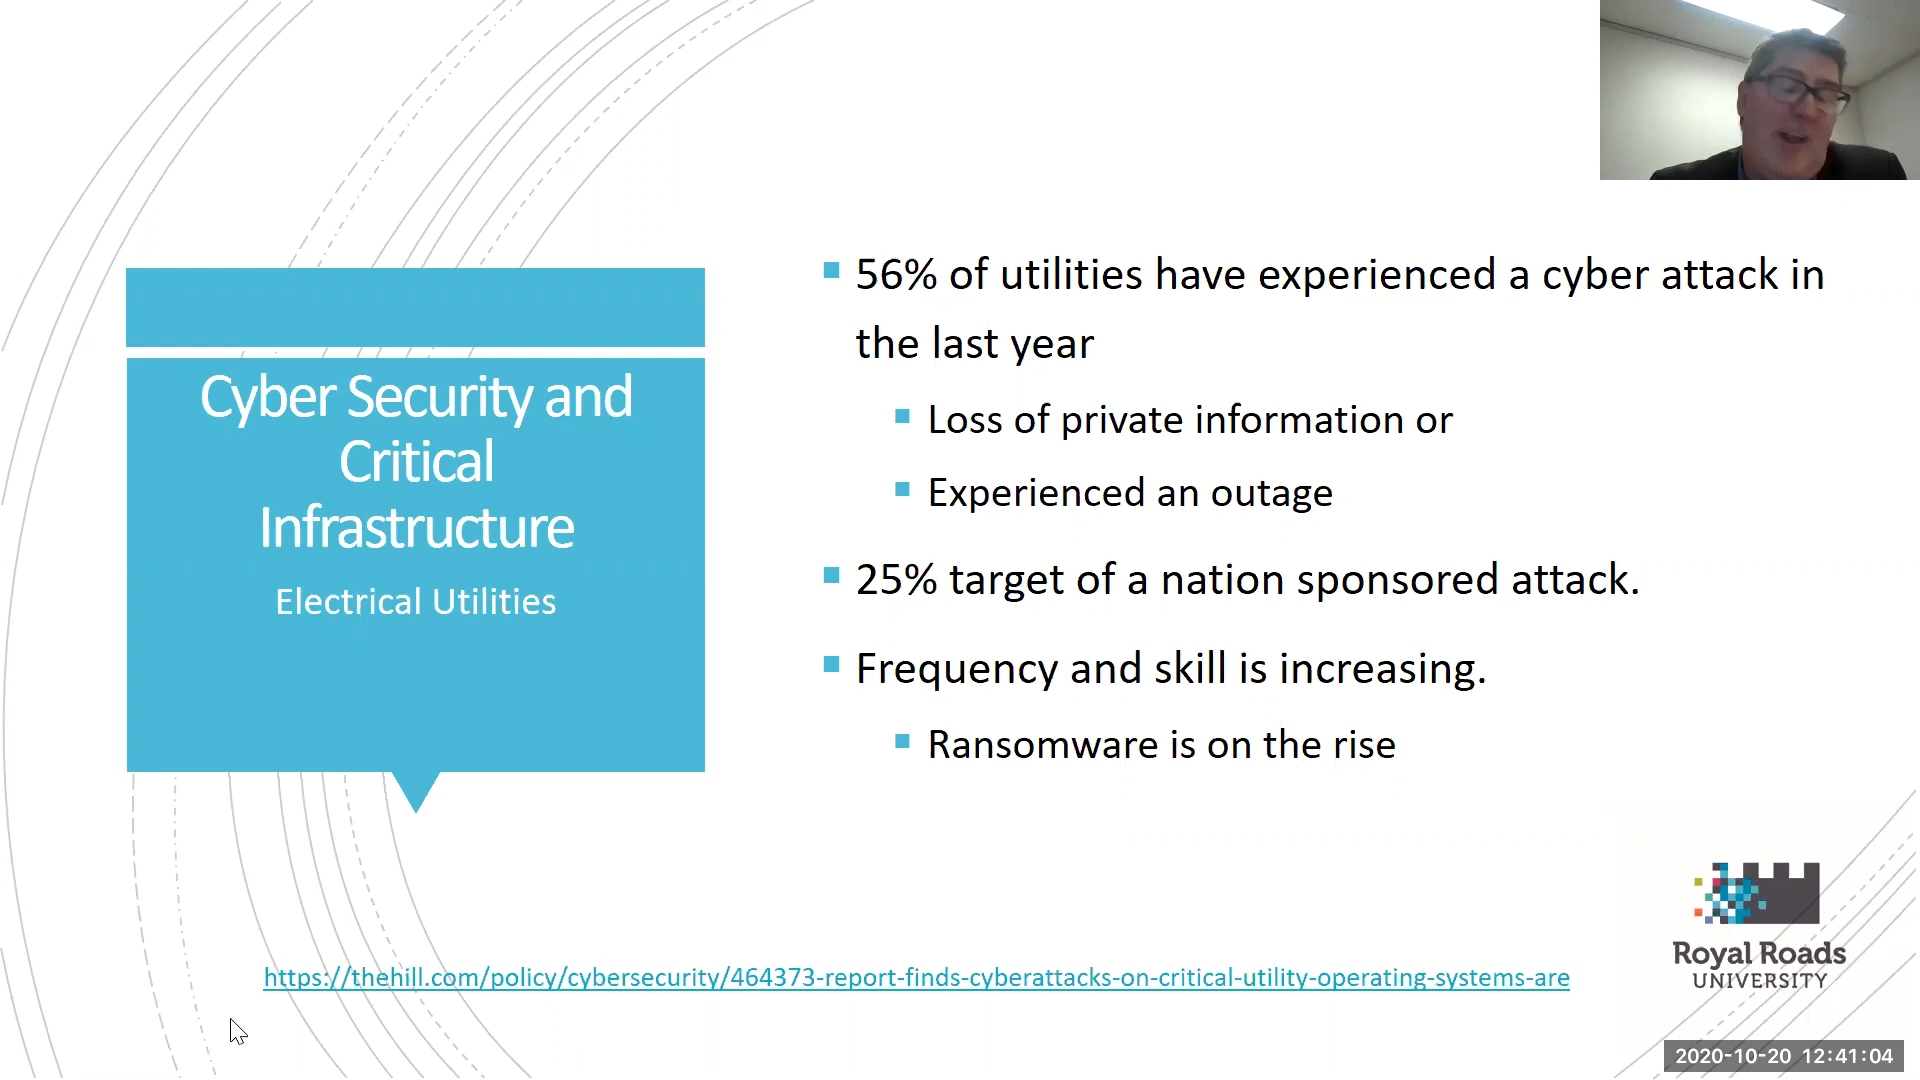 Cyber Security and
Critical
Infrastructure
Electrical Utilities
56% of utilities have experienced a cyber attack in
the last year
Loss of private information or
Experienced an outage
25% target of a nation sponsored attack.
Frequency and skill is increasing.
Ransomware is on the rise
https://thehill.com/policy/cybersecurity/464373-report-finds-cyberattacks-on-critical-utility-operating-systems-are
Royal Roads
UNIVERSITY
2020-10-20 12:41:04